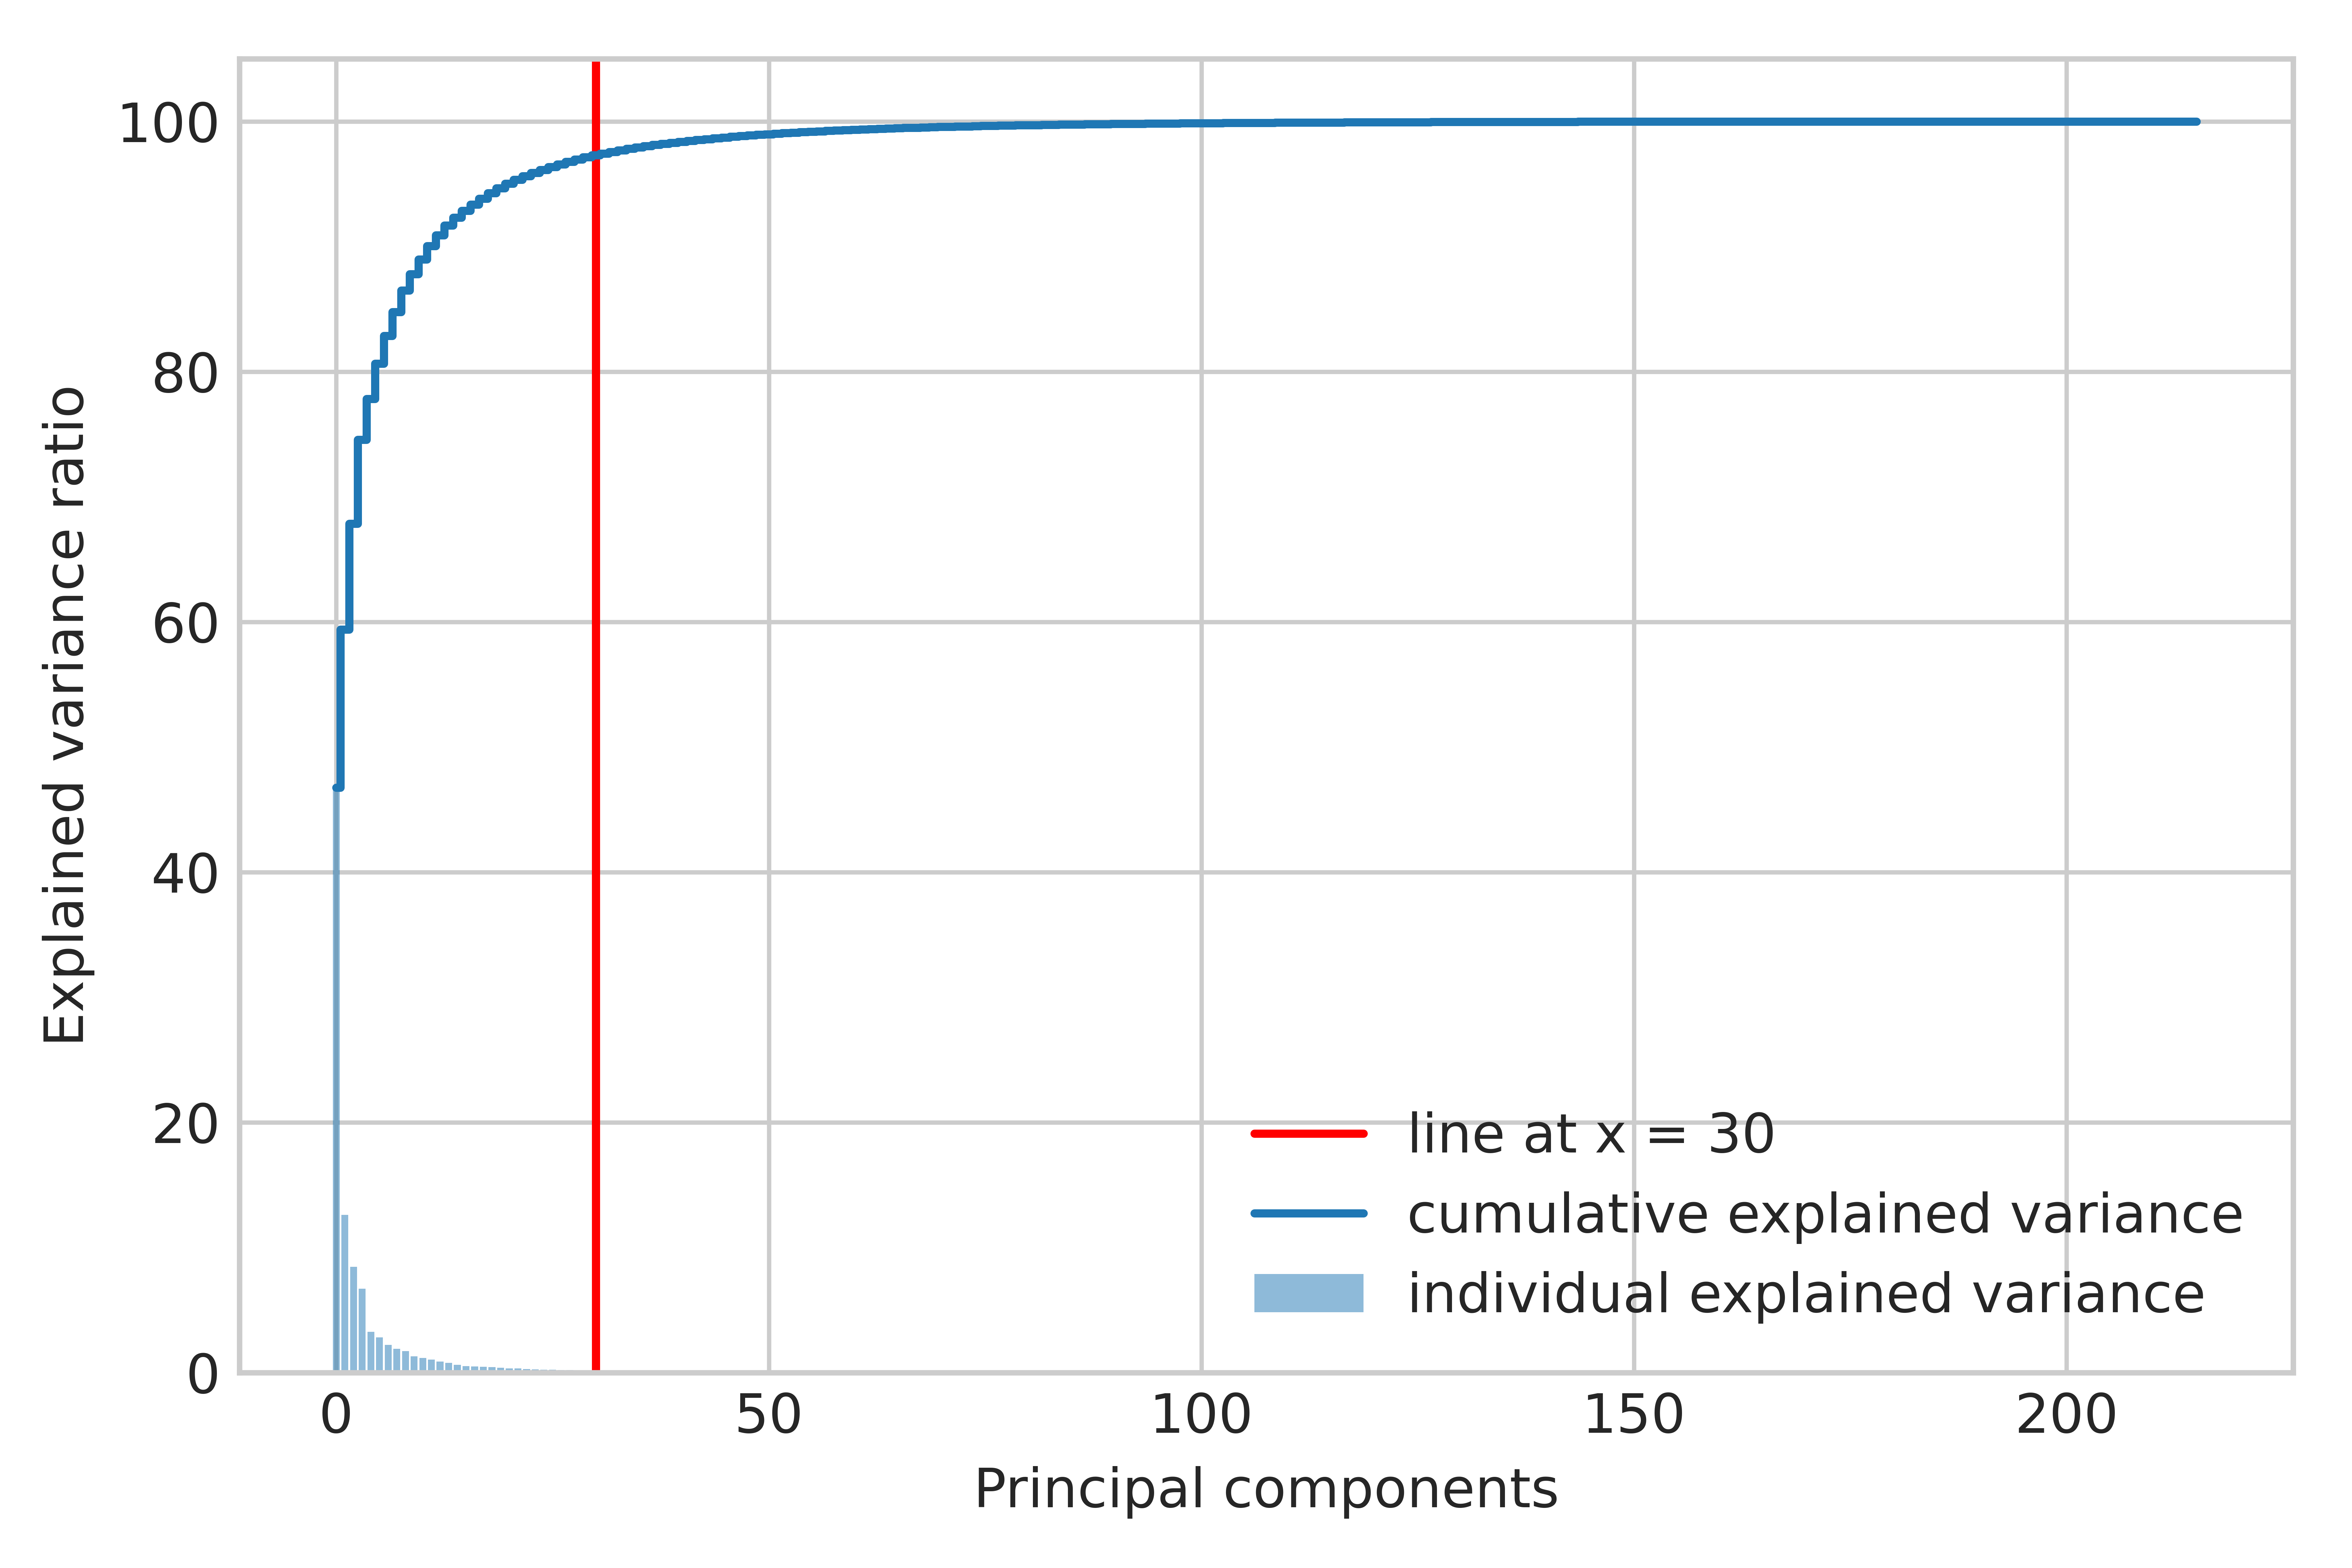 Explained variance ratio
100
80
60
40
20
0
line at x = 30
cumulative explained variance
individual explained variance
0 50 100 150 200
Principal components